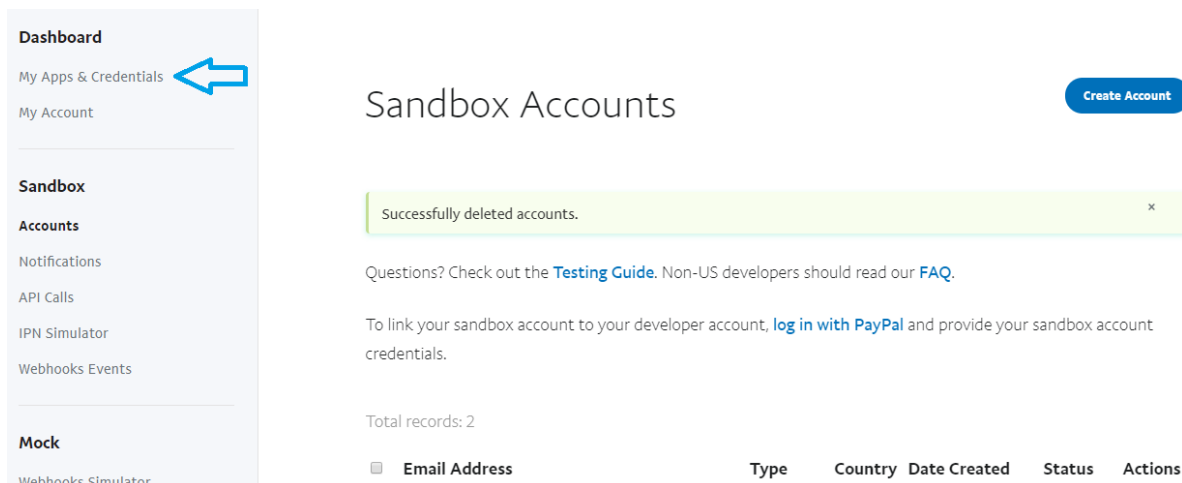 Dashboard
My Apps & Credentials
My Account
Sandbox
Accounts
Notifications
API Calls
IPN Simulator
Webhooks Events
Mock
Webhooks Simulator
Sandbox Accounts
Create Account
Successfully deleted accounts.
×
Questions? Check out the Testing Guide. Non-US developers should read our FAQ.
To link your sandbox account to your developer account, log in with PayPal and provide your sandbox account
credentials.
Total records: 2
Email Address Type Country Date Created Status Actions